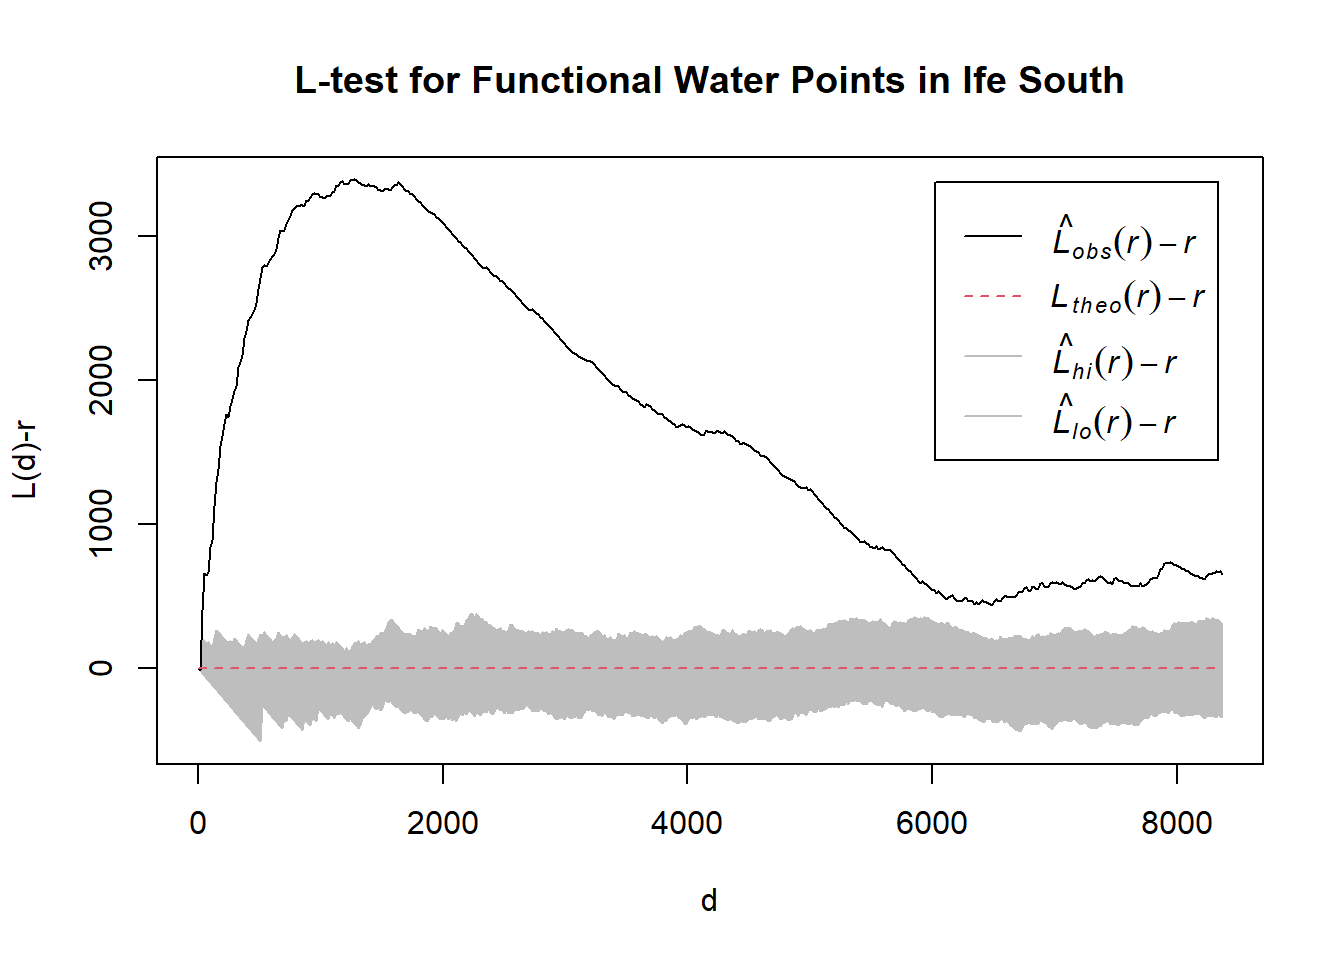 L-test for Functional Water Points in Ife South
L(d)-r
3000
2000
1000
0
L̂obs(r) − r
Ltheo(r) − r
L̂hi(r) − r
L̂lo(r) − r
0 2000 4000 6000 8000
d